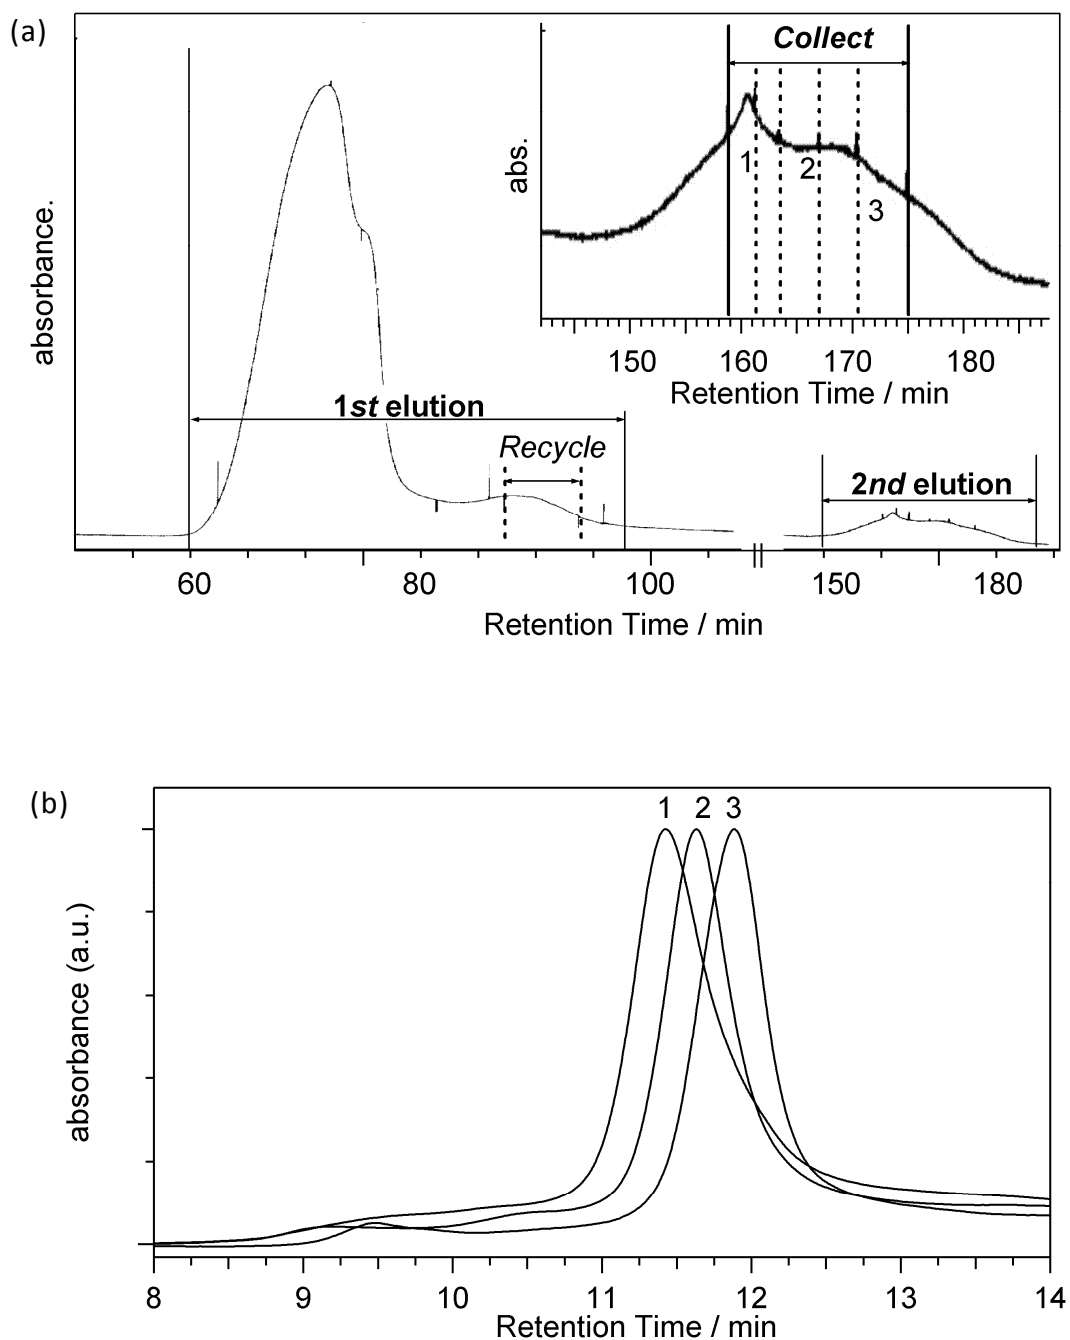 (a)
absorbance.
1st elution
Recycle
2nd elution
60 80 100 150 180
Retention Time / min
Collect
abs.
1 2 3
150 160 170 180
Retention Time / min
(b)
1 2 3
absorbance (a.u.)
8 9 10 11 12 13 14
Retention Time / min